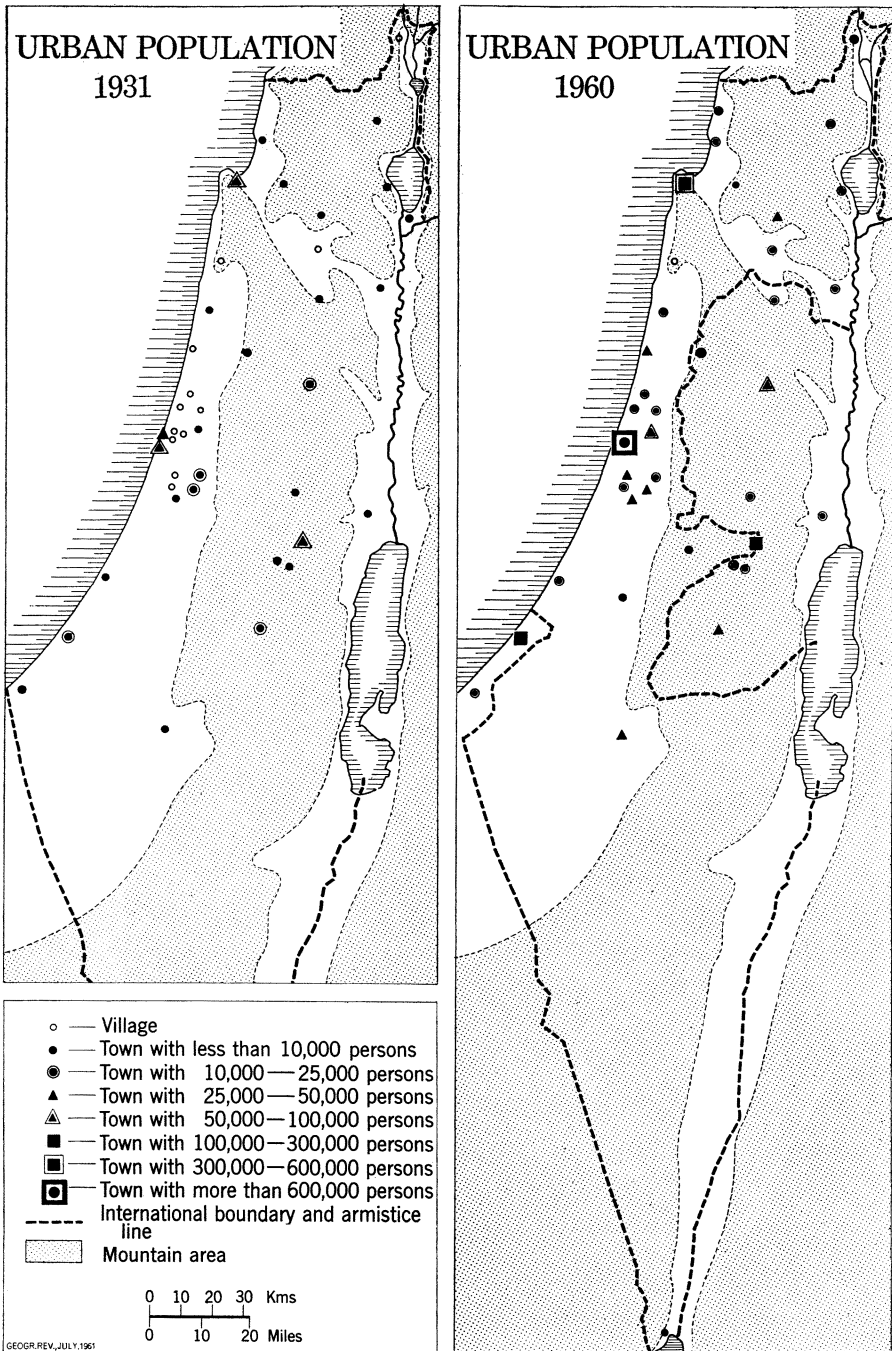 URBAN POPULATION
1931
URBAN POPULATION
1960
Village
Town with less than 10,000 persons
Town with 10,000—25,000 persons
Town with 25,000—50,000 persons
Town with 50,000—100,000 persons
Town with 100,000—300,000 persons
Town with 300,000—600,000 persons
Town with more than 600,000 persons
International boundary and armistice
line
Mountain area
0 10 20 30 Kms
0 10 20 Miles
GEOGR.REV.,JULY,1961